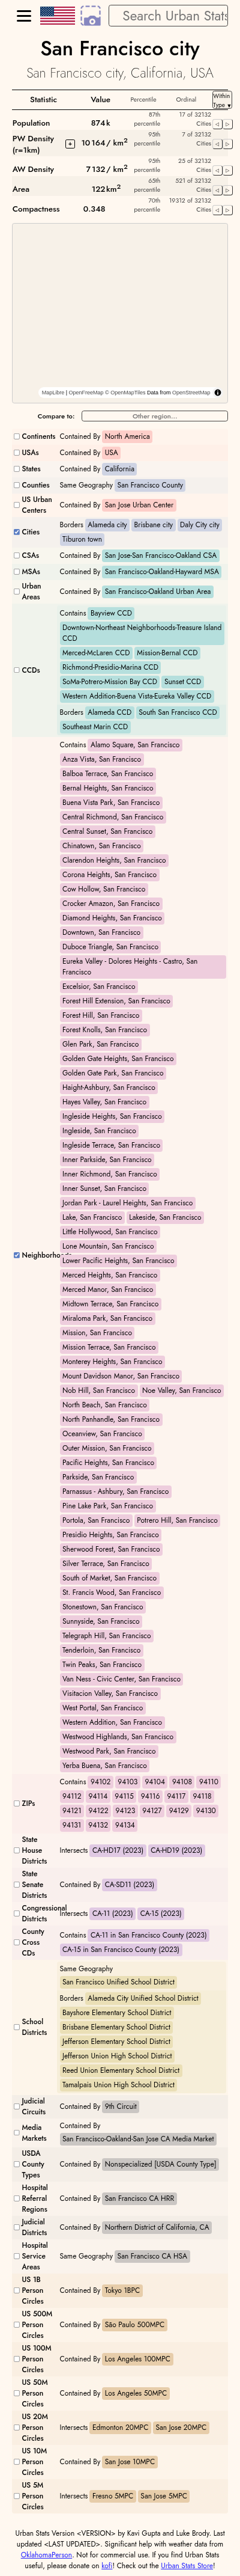 Search Urban Stats
San Francisco city
San Francisco city, California, USA
Statistic Value Percentile Ordinal Within Type ▼
Population 874k 87th percentile 17 of 32132 Cities
PW Density (r=1km) + 10 164 / km2 95th percentile 7 of 32132 Cities
AW Density 7 132 / km2 95th percentile 25 of 32132 Cities
Area 122 km2 65th percentile 521 of 32132 Cities
Compactness 0.348 70th percentile 19312 of 32132 Cities
MapLibre | OpenFreeMap © OpenMapTiles Data from OpenStreetMap
Compare to: Other region...
Continents Contained By North America
USAs Contained By USA
States Contained By California
Counties Same Geography San Francisco County
US Urban Centers Contained By San Jose Urban Center
Cities Borders Alameda city Brisbane city Daly City city
Tiburon town
CSAs Contained By San Jose-San Francisco-Oakland CSA
MSAs Contained By San Francisco-Oakland-Hayward MSA
Urban Areas Contained By San Francisco-Oakland Urban Area
CCDs Contains Bayview CCD
Downtown-Northeast Neighborhoods-Treasure Island CCD
Merced-McLaren CCD Mission-Bernal CCD
Richmond-Presidio-Marina CCD
SoMa-Potrero-Mission Bay CCD Sunset CCD
Western Addition-Buena Vista-Eureka Valley CCD
Borders Alameda CCD South San Francisco CCD
Southeast Marin CCD
Neighborhoods Contains Alamo Square, San Francisco
Anza Vista, San Francisco
Balboa Terrace, San Francisco
Bernal Heights, San Francisco
Buena Vista Park, San Francisco
Central Richmond, San Francisco
Central Sunset, San Francisco
Chinatown, San Francisco
Clarendon Heights, San Francisco
Corona Heights, San Francisco
Cow Hollow, San Francisco
Crocker Amazon, San Francisco
Diamond Heights, San Francisco
Downtown, San Francisco
Duboce Triangle, San Francisco
Eureka Valley - Dolores Heights - Castro, San Francisco
Excelsior, San Francisco
Forest Hill Extension, San Francisco
Forest Hill, San Francisco
Forest Knolls, San Francisco
Glen Park, San Francisco
Golden Gate Heights, San Francisco
Golden Gate Park, San Francisco
Haight-Ashbury, San Francisco
Hayes Valley, San Francisco
Ingleside Heights, San Francisco
Ingleside, San Francisco
Ingleside Terrace, San Francisco
Inner Parkside, San Francisco
Inner Richmond, San Francisco
Inner Sunset, San Francisco
Jordan Park - Laurel Heights, San Francisco
Lake, San Francisco Lakeside, San Francisco
Little Hollywood, San Francisco
Lone Mountain, San Francisco
Lower Pacific Heights, San Francisco
Merced Heights, San Francisco
Merced Manor, San Francisco
Midtown Terrace, San Francisco
Miraloma Park, San Francisco
Mission, San Francisco
Mission Terrace, San Francisco
Monterey Heights, San Francisco
Mount Davidson Manor, San Francisco
Nob Hill, San Francisco Noe Valley, San Francisco
North Beach, San Francisco
North Panhandle, San Francisco
Oceanview, San Francisco
Outer Mission, San Francisco
Pacific Heights, San Francisco
Parkside, San Francisco
Parnassus - Ashbury, San Francisco
Pine Lake Park, San Francisco
Portola, San Francisco Potrero Hill, San Francisco
Presidio Heights, San Francisco
Sherwood Forest, San Francisco
Silver Terrace, San Francisco
South of Market, San Francisco
St. Francis Wood, San Francisco
Stonestown, San Francisco
Sunnyside, San Francisco
Telegraph Hill, San Francisco
Tenderloin, San Francisco
Twin Peaks, San Francisco
Van Ness - Civic Center, San Francisco
Visitacion Valley, San Francisco
West Portal, San Francisco
Western Addition, San Francisco
Westwood Highlands, San Francisco
Westwood Park, San Francisco
Yerba Buena, San Francisco
ZIPs Contains 94102 94103 94104 94108 94110
94112 94114 94115 94116 94117 94118
94121 94122 94123 94127 94129 94130
94131 94132 94134
State House Districts Intersects CA-HD17 (2023) CA-HD19 (2023)
State Senate Districts Contained By CA-SD11 (2023)
Congressional Districts Intersects CA-11 (2023) CA-15 (2023)
County Cross CDs Contains CA-11 in San Francisco County (2023)
CA-15 in San Francisco County (2023)
School Districts Same Geography
San Francisco Unified School District
Borders Alameda City Unified School District
Bayshore Elementary School District
Brisbane Elementary School District
Jefferson Elementary School District
Jefferson Union High School District
Reed Union Elementary School District
Tamalpais Union High School District
Judicial Circuits Contained By 9th Circuit
Media Markets Contained By
San Francisco-Oakland-San Jose CA Media Market
USDA County Types Contained By Nonspecialized [USDA County Type]
Hospital Referral Regions Contained By San Francisco CA HRR
Judicial Districts Contained By Northern District of California, CA
Hospital Service Areas Same Geography San Francisco CA HSA
US 1B Person Circles Contained By Tokyo 1BPC
US 500M Person Circles Contained By São Paulo 500MPC
US 100M Person Circles Contained By Los Angeles 100MPC
US 50M Person Circles Contained By Los Angeles 50MPC
US 20M Person Circles Intersects Edmonton 20MPC San Jose 20MPC
US 10M Person Circles Contained By San Jose 10MPC
US 5M Person Circles Intersects Fresno 5MPC San Jose 5MPC
Urban Stats Version <VERSION> by Kavi Gupta and Luke Brody. Last
updated <LAST UPDATED>. Significant help with weather data from
OklahomaPerson. Not for commercial use. If you find Urban Stats
useful, please donate on kofi! Check out the Urban Stats Store!